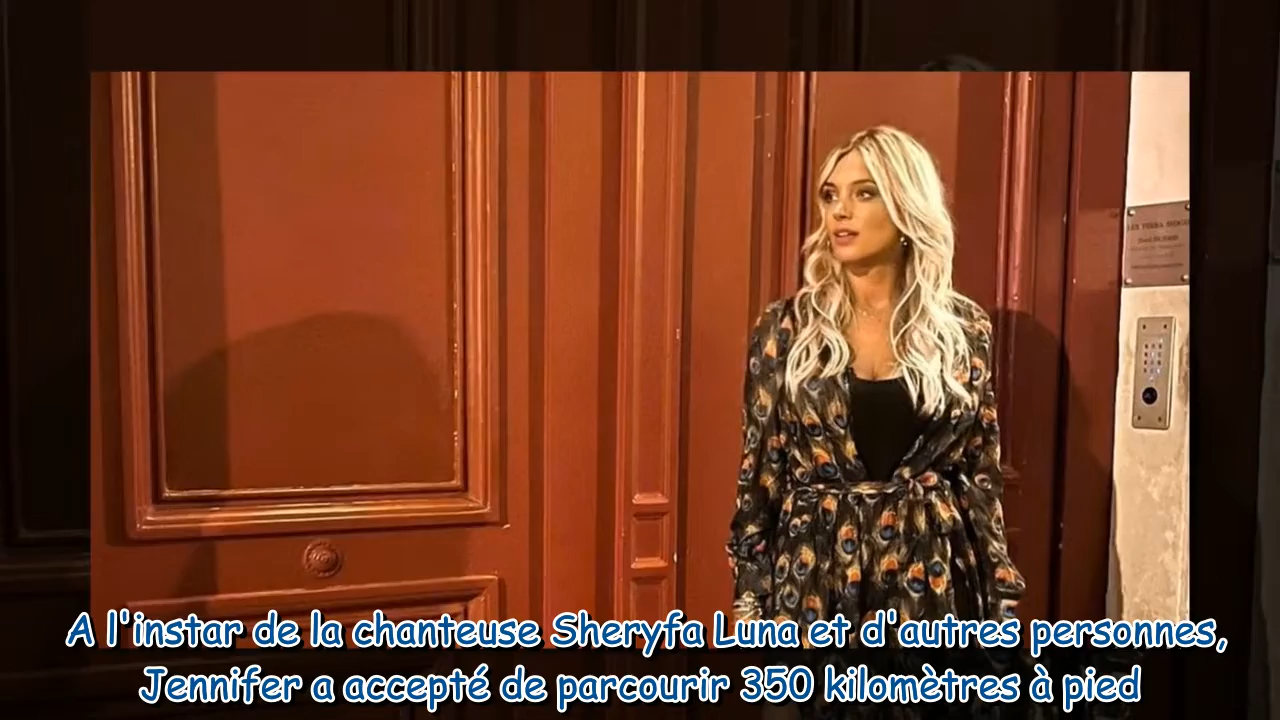 A l'instar de la chanteuse Sheryfa Luna et d'autres personnes,
Jennifer a accepté de parcourir 350 kilomètres à pied